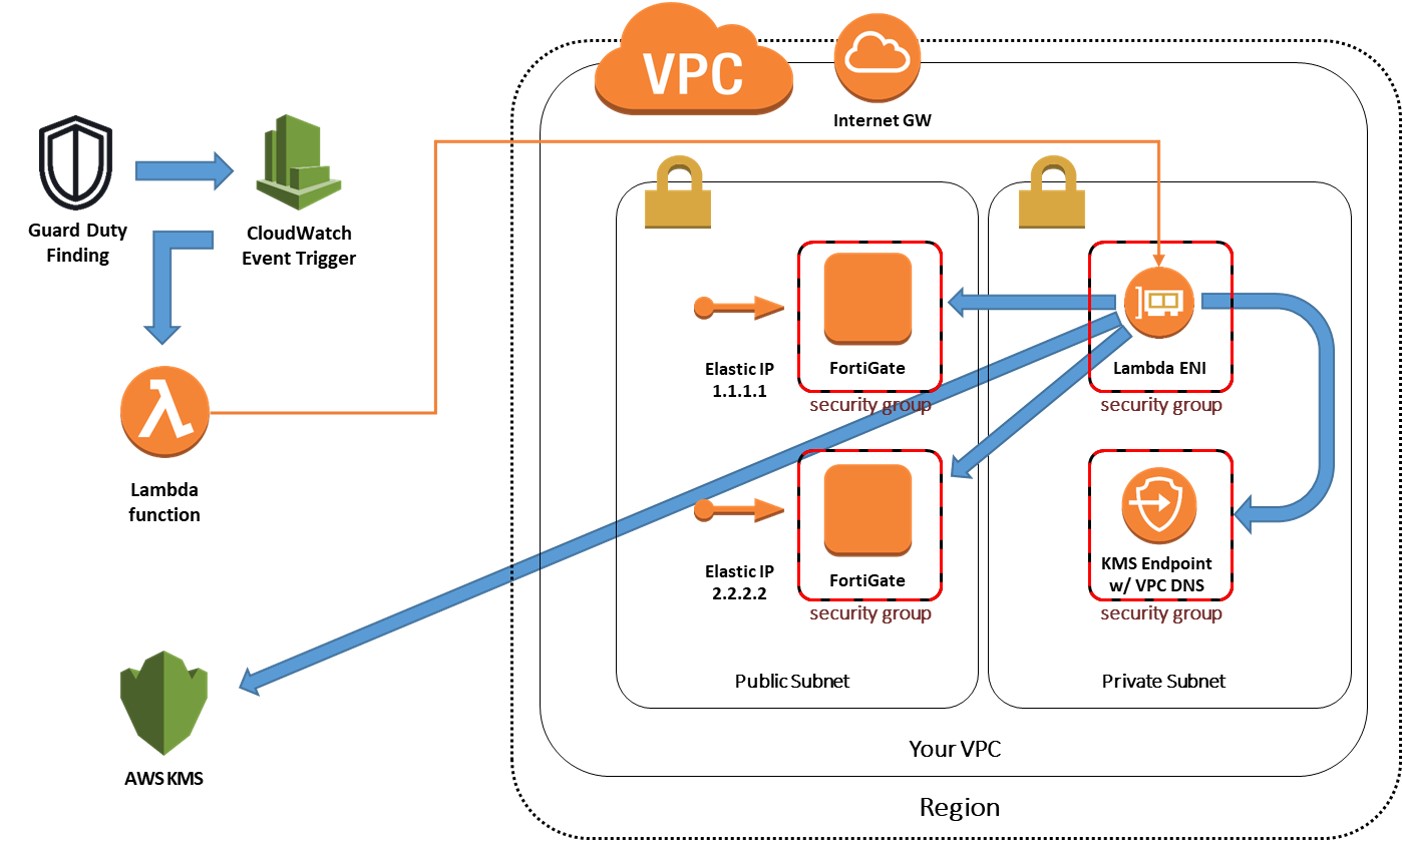 VPC
Internet GW
Guard Duty
Finding
CloudWatch
Event Trigger
Lambda
function
AWS KMS
Elastic IP
1.1.1.1
FortiGate
security group
Elastic IP
2.2.2.2
FortiGate
security group
Public Subnet
Lambda ENI
security group
KMS Endpoint
w/ VPC DNS
security group
Private Subnet
Your VPC
Region